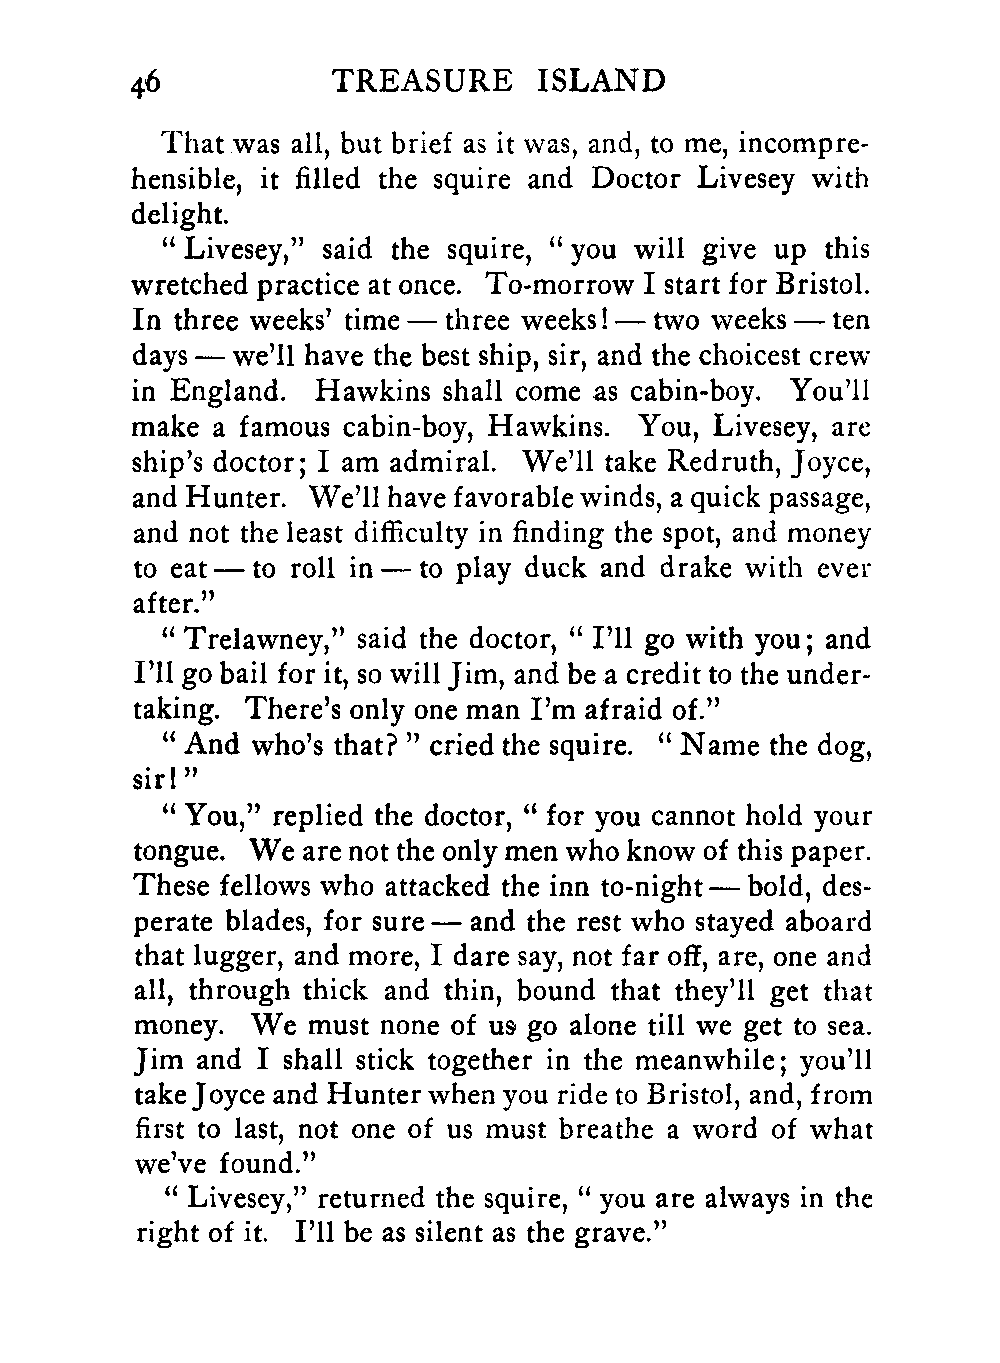 46 TREASURE ISLAND
That was all, but brief as it was, and, to me, incompre-
hensible, it filled the squire and Doctor Livesey with
delight.
“Livesey,” said the squire, “you will give up this
wretched practice at once. To-morrow I start for Bristol.
In three weeks’ time — three weeks! — two weeks — ten
days — we’ll have the best ship, sir, and the choicest crew
in England. Hawkins shall come as cabin-boy. You’ll
make a famous cabin-boy, Hawkins. You, Livesey, are
ship’s doctor; I am admiral. We’ll take Redruth, Joyce,
and Hunter. We’ll have favorable winds, a quick passage,
and not the least difficulty in finding the spot, and money
to eat — to roll in — to play duck and drake with ever
after.”
“Trelawney,” said the doctor, “I’ll go with you; and
I’ll go bail for it, so will Jim, and be a credit to the under-
taking. There’s only one man I’m afraid of.”
“And who’s that?” cried the squire. “Name the dog,
sir!”
“You,” replied the doctor, “for you cannot hold your
tongue. We are not the only men who know of this paper.
These fellows who attacked the inn to-night — bold, des-
perate blades, for sure — and the rest who stayed aboard
that lugger, and more, I dare say, not far off, are, one and
all, through thick and thin, bound that they’ll get that
money. We must none of us go alone till we get to sea.
Jim and I shall stick together in the meanwhile; you’ll
take Joyce and Hunter when you ride to Bristol, and, from
first to last, not one of us must breathe a word of what
we’ve found.”
“Livesey,” returned the squire, “you are always in the
right of it. I’ll be as silent as the grave.”